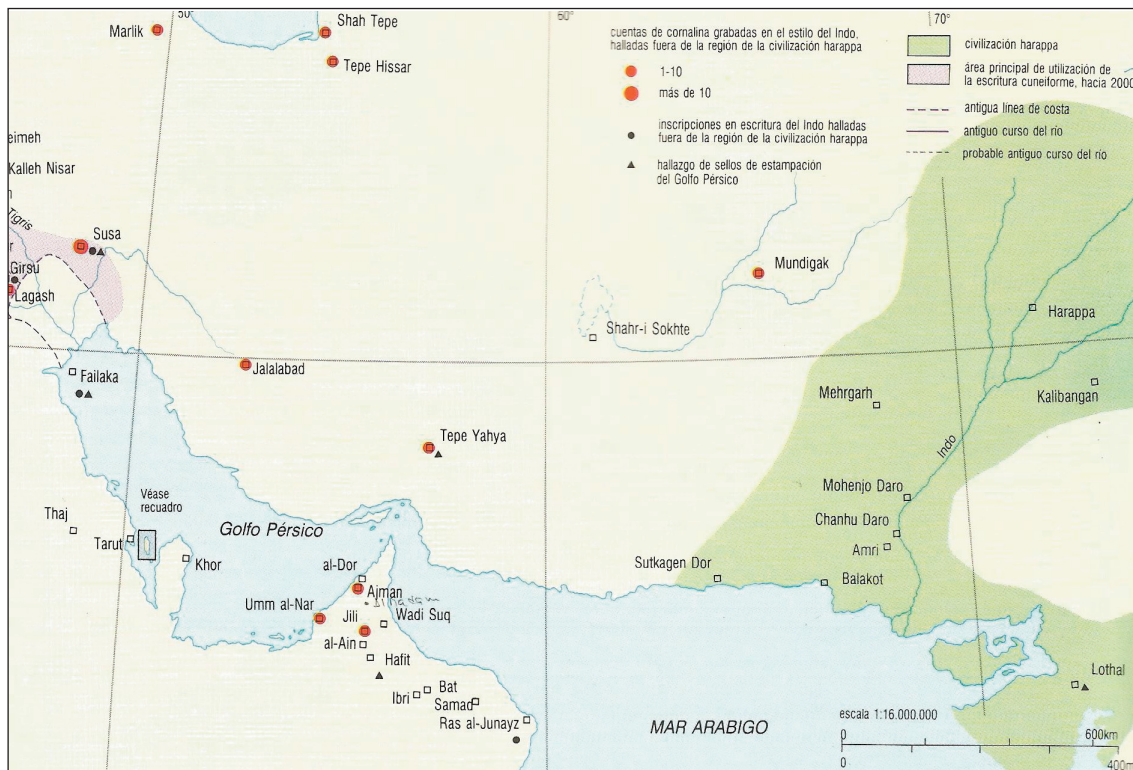 50°
60°
70°
Marlik
Shah Tepe
Tepe Hissar
cuentas de cornalina grabadas en el estilo del Indo,
halladas fuera de la región de la civilización harappa
1-10
más de 10
inscripciones en escritura del Indo halladas
fuera de la región de la civilización harappa
hallazgo de sellos de estampación
del Golfo Pérsico
civilización harappa
área principal de utilización de
la escritura cuneiforme, hacia 2000
antigua línea de costa
antiguo curso del río
probable antiguo curso del río
eimeh
Kalleh Nisar
Tigris
Susa
Girsu
Lagash
Mundigak
Shahr-i Sokhte
Harappa
Jalalabad
Failaka
Mehrgarh
Kalibangan
Tepe Yahya
Indo
Mohenjo Daro
Véase
recuadro
Thaj
Tarut
Golfo Pérsico
Khor
Chanhu Daro
Amri
al-Dor
Sutkagen Dor
Balakot
Ajman
Umm al-Nar
Jili
Wadi Suq
al-Ain
Hafit
Lothal
Ibri
Bat
Samad
Ras al-Junayz
MAR ARABIGO
escala 1:16.000.000
0
600km
0
400m